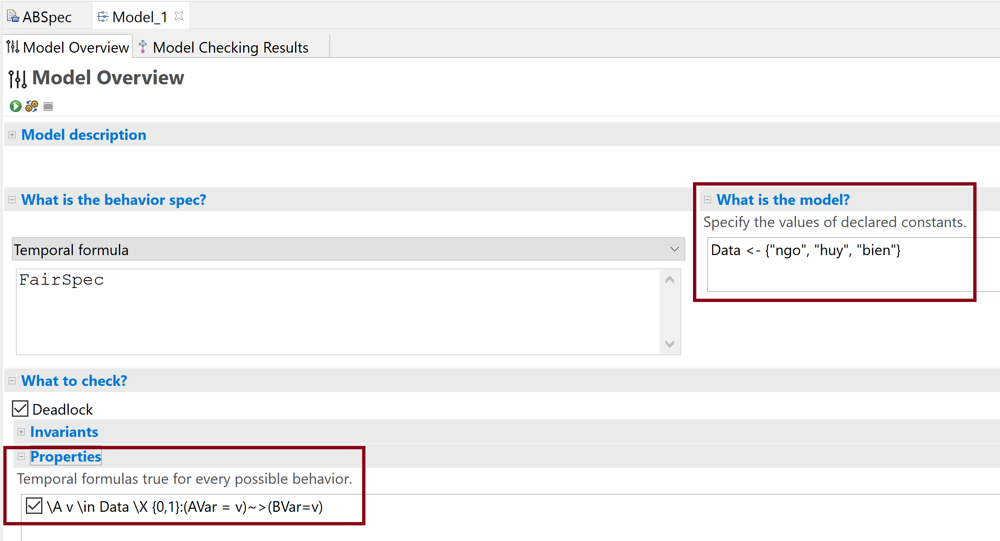 ABSpec
Model_1
Model Overview
Model Checking Results
Model Overview
Model description
What is the behavior spec?
What is the model?
Specify the values of declared constants.
Temporal formula
Data <- {"ngo", "huy", "bien"}
FairSpec
What to check?
Deadlock
Invariants
Properties
Temporal formulas true for every possible behavior.
\A v \in Data \X {0,1}:(AVar = v)~>(BVar=v)